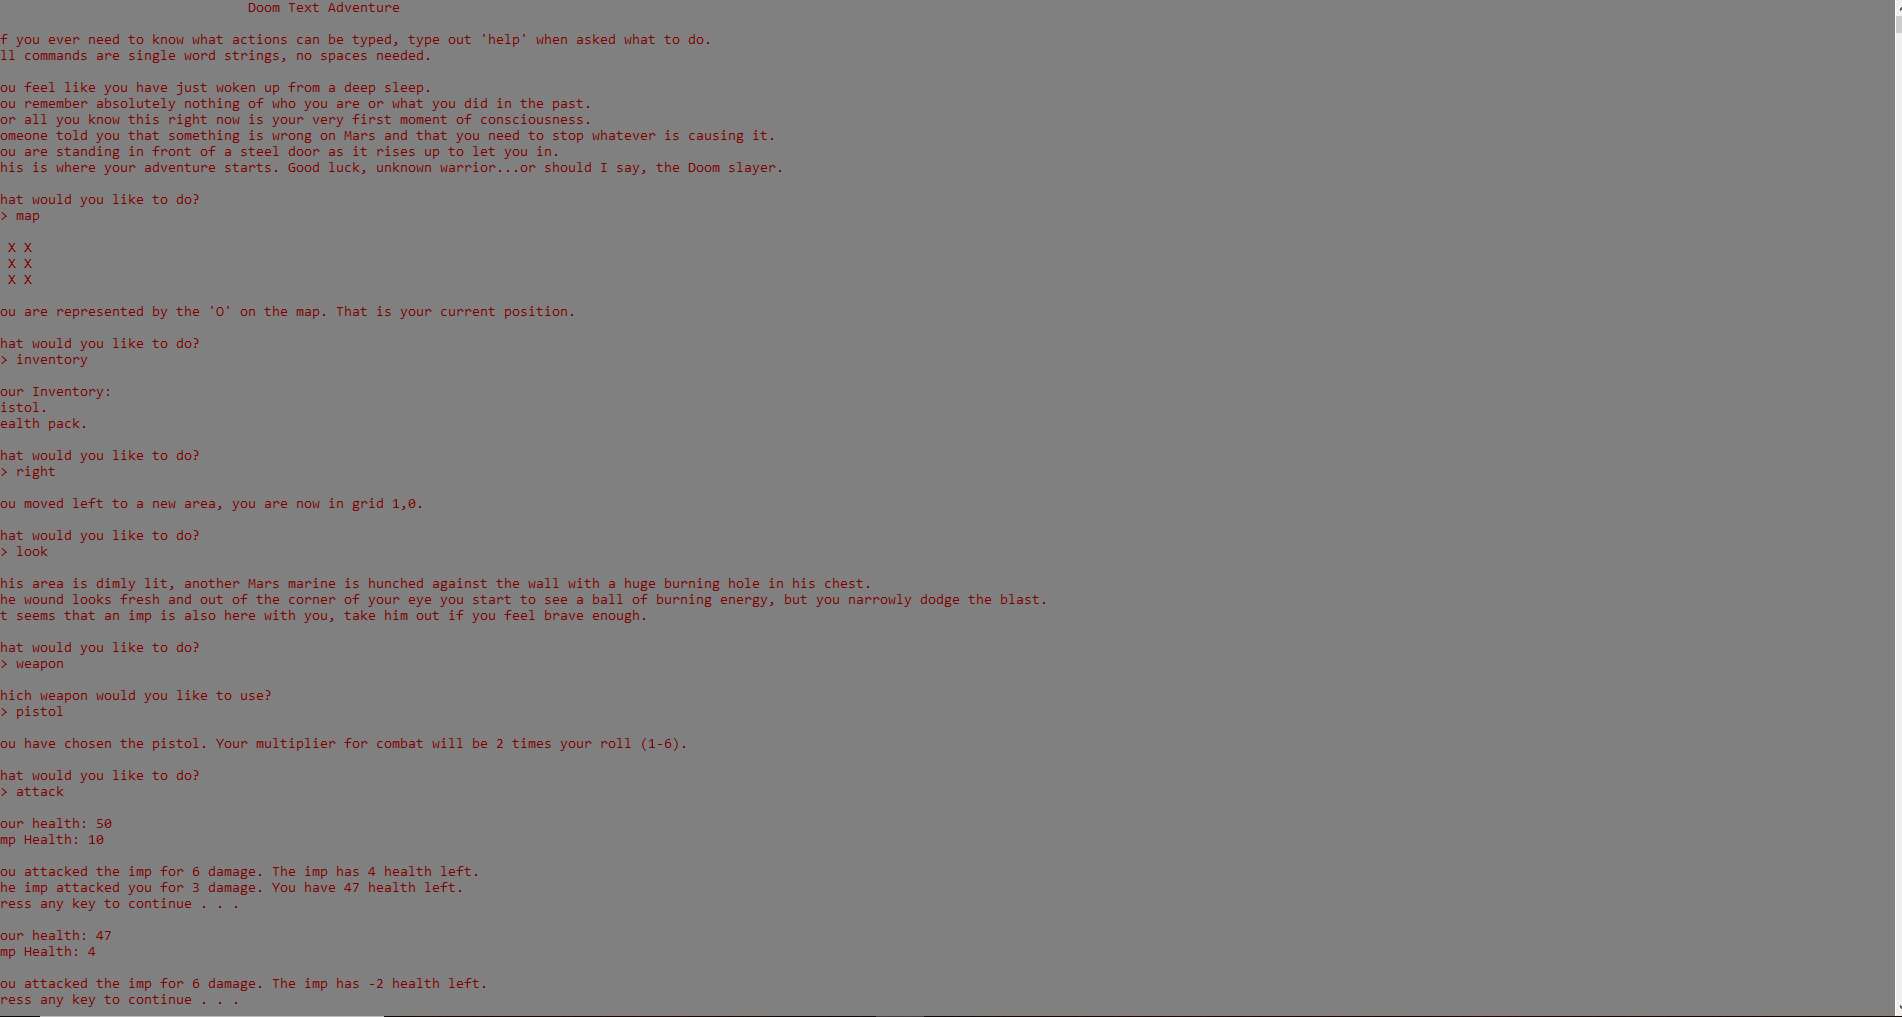 Doom Text Adventure
f you ever need to know what actions can be typed, type out 'help' when asked what to do.
ll commands are single word strings, no spaces needed.
ou feel like you have just woken up from a deep sleep.
ou remember absolutely nothing of who you are or what you did in the past.
or all you know this right now is your very first moment of consciousness.
omeone told you that something is wrong on Mars and that you need to stop whatever is causing it.
ou are standing in front of a steel door as it rises up to let you in.
his is where your adventure starts. Good luck, unknown warrior...or should I say, the Doom slayer.
hat would you like to do?
> map
X X
X X
X X
ou are represented by the 'O' on the map. That is your current position.
hat would you like to do?
> inventory
our Inventory:
istol.
ealth pack.
hat would you like to do?
> right
ou moved left to a new area, you are now in grid 1,0.
hat would you like to do?
> look
his area is dimly lit, another Mars marine is hunched against the wall with a huge burning hole in his chest.
he wound looks fresh and out of the corner of your eye you start to see a ball of burning energy, but you narrowly dodge the blast.
t seems that an imp is also here with you, take him out if you feel brave enough.
hat would you like to do?
> weapon
hich weapon would you like to use?
> pistol
ou have chosen the pistol. Your multiplier for combat will be 2 times your roll (1-6).
hat would you like to do?
> attack
our health: 50
mp Health: 10
ou attacked the imp for 6 damage. The imp has 4 health left.
he imp attacked you for 3 damage. You have 47 health left.
ress any key to continue . . .
our health: 47
mp Health: 4
ou attacked the imp for 6 damage. The imp has -2 health left.
ress any key to continue . . .